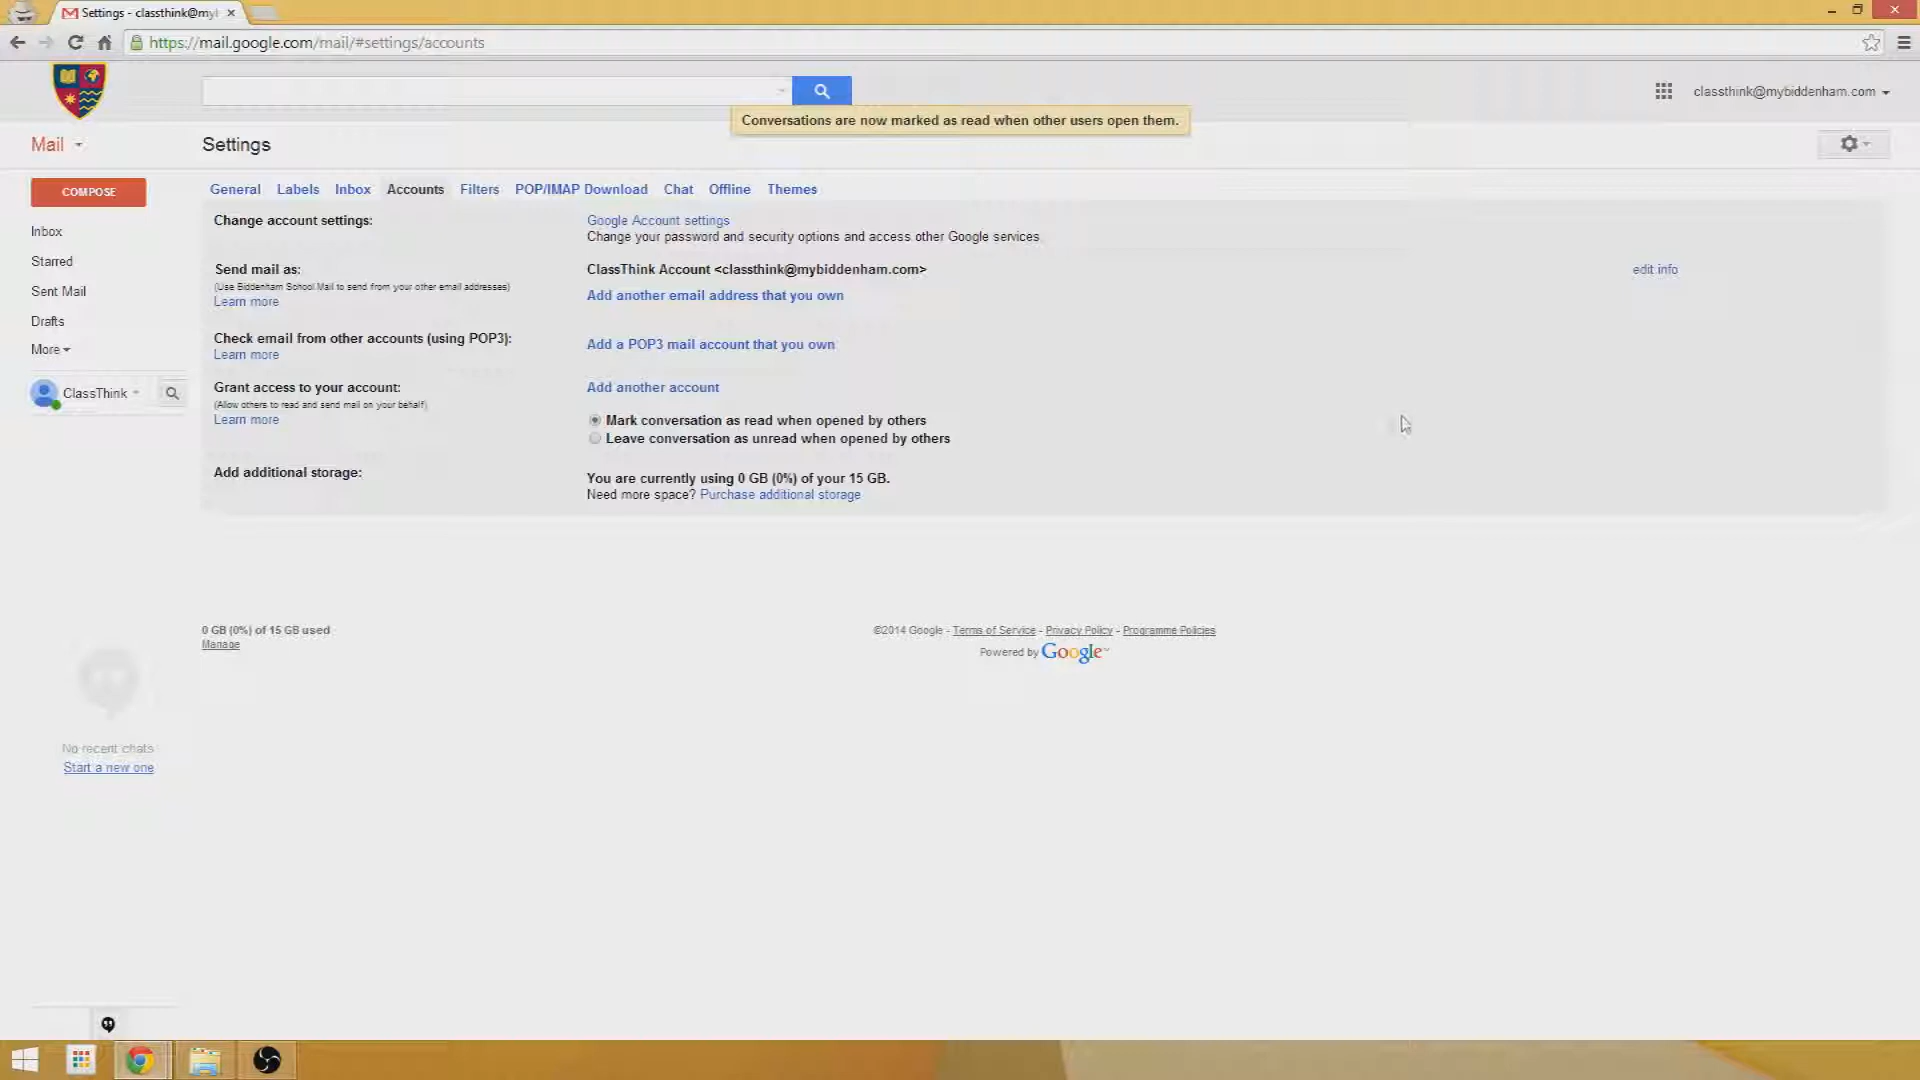 Settings - classthink@myl
https://mail.google.com/mail/#settings/accounts
classthink@mybiddenham.com
Conversations are now marked as read when other users open them.
Mail
Settings
COMPOSE
General Labels Inbox Accounts Filters POP/IMAP Download Chat Offline Themes
Change account settings:
Google Account settings
Change your password and security options and access other Google services.
Inbox
Starred
Sent Mail
Drafts
More
ClassThink
Send mail as:
(Use Biddenham School Mail to send from your other email addresses)
Learn more
ClassThink Account <classthink@mybiddenham.com>
edit info
Add another email address that you own
Check email from other accounts (using POP3):
Learn more
Add a POP3 mail account that you own
Grant access to your account:
(Allow others to read and send mail on your behalf)
Learn more
Add another account
Mark conversation as read when opened by others
Leave conversation as unread when opened by others
Add additional storage:
You are currently using 0 GB (0%) of your 15 GB.
Need more space? Purchase additional storage
0 GB (0%) of 15 GB used
Manage
©2014 Google - Terms of Service - Privacy Policy - Programme Policies
Powered by Google™
No recent chats
Start a new one